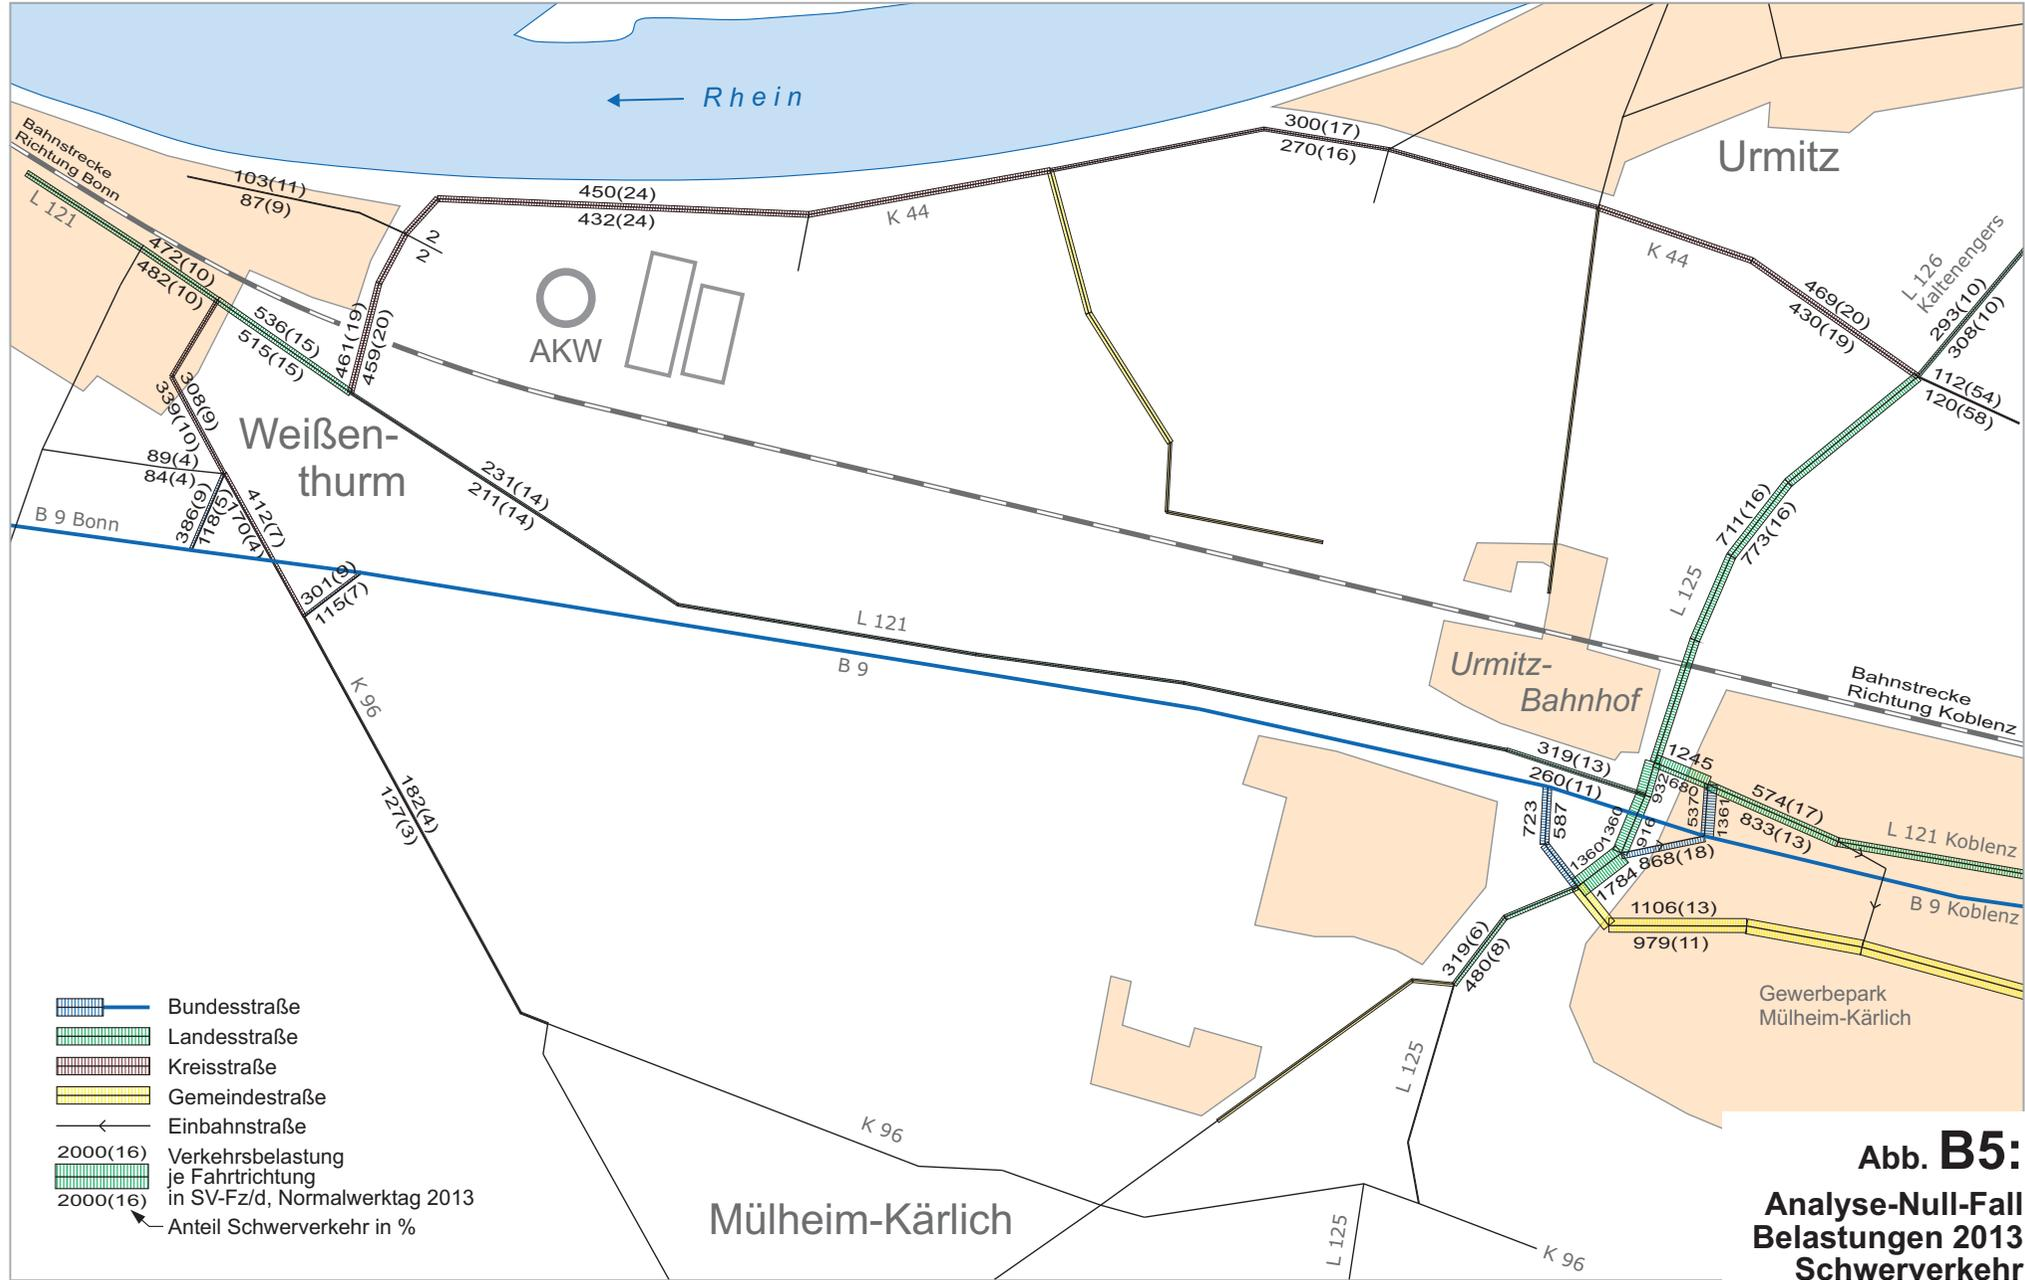 Rhein
Urmitz
Bahnstrecke
Richtung Bonn
L 121
103(11)
87(9)
2
2
450(24)
432(24)
K 44
300(17)
270(16)
K 44
L 126
Kaltenengers
469(20)
430(19)
293(10)
308(10)
112(54)
120(58)
472(10)
482(10)
536(15)
515(15)
461(19)
459(20)
AKW
308(9)
339(10)
Weißen-
thurm
89(4)
84(4)
386(9)
118(5)
412(7)
170(4)
B 9 Bonn
301(9)
115(7)
231(14)
211(14)
711(16)
773(16)
L 125
L 121
B 9
K 96
Urmitz-
Bahnhof
Bahnstrecke
Richtung Koblenz
319(13)
260(11)
1245
2680
932
537
1361
574(17)
833(13)
723
587
1360
916
1360
1784
868(18)
L 121 Koblenz
B 9 Koblenz
182(4)
127(3)
1106(13)
979(11)
319(6)
480(8)
Gewerbepark
Mülheim-Kärlich
L 125
K 96
Mülheim-Kärlich
L 125
K 96
Bundesstraße
Landesstraße
Kreisstraße
Gemeindestraße
Einbahnstraße
2000(16) Verkehrsbelastung
je Fahrtrichtung
2000(16) in SV-Fz/d, Normalwerktag 2013
Anteil Schwerverkehr in %
Abb. B5:
Analyse-Null-Fall
Belastungen 2013
Schwerverkehr